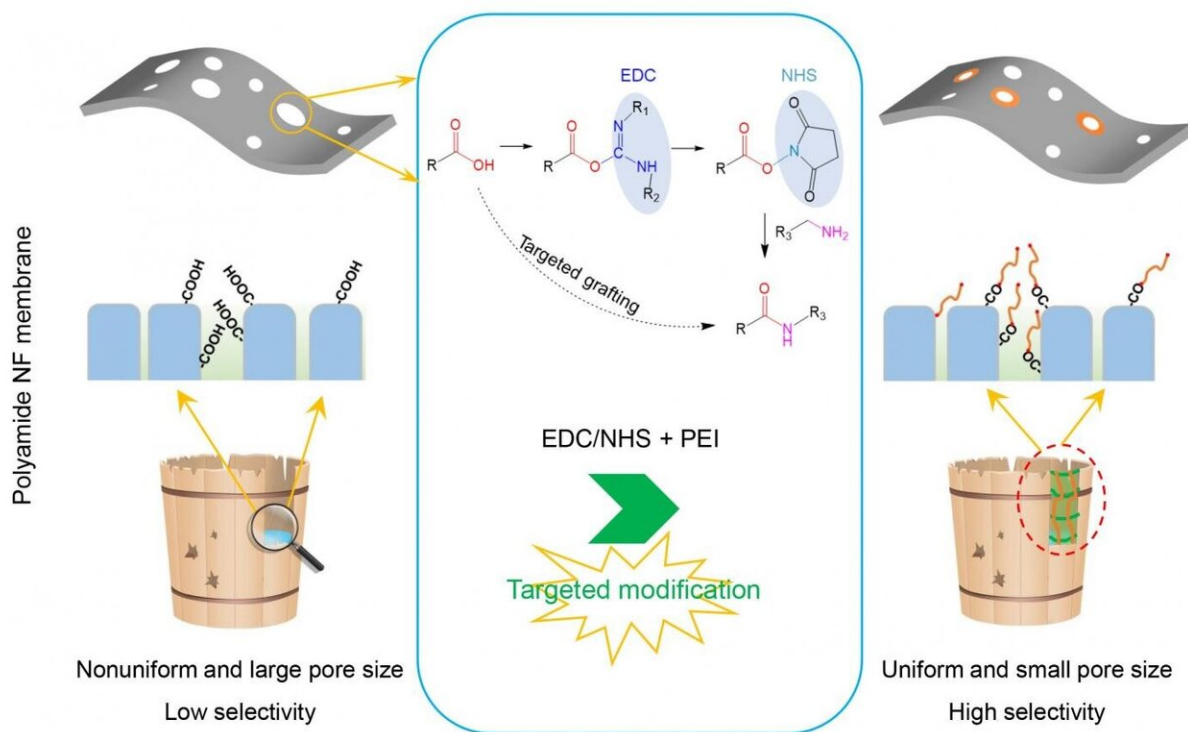 Polyamide NF membrane
-COOH
HOOC-
HOOC-
-COOH
-COOH
Nonuniform and large pore size
Low selectivity
EDC
NHS
R
O
OH
R
O
O
C
N
R1
NH
R2
R
O
O
N
O
O
R3
NH2
Targeted grafting
R
O
N
H
R3
EDC/NHS + PEI
Targeted modification
-CO
OC-
-CO
OC-
-CO
Uniform and small pore size
High selectivity